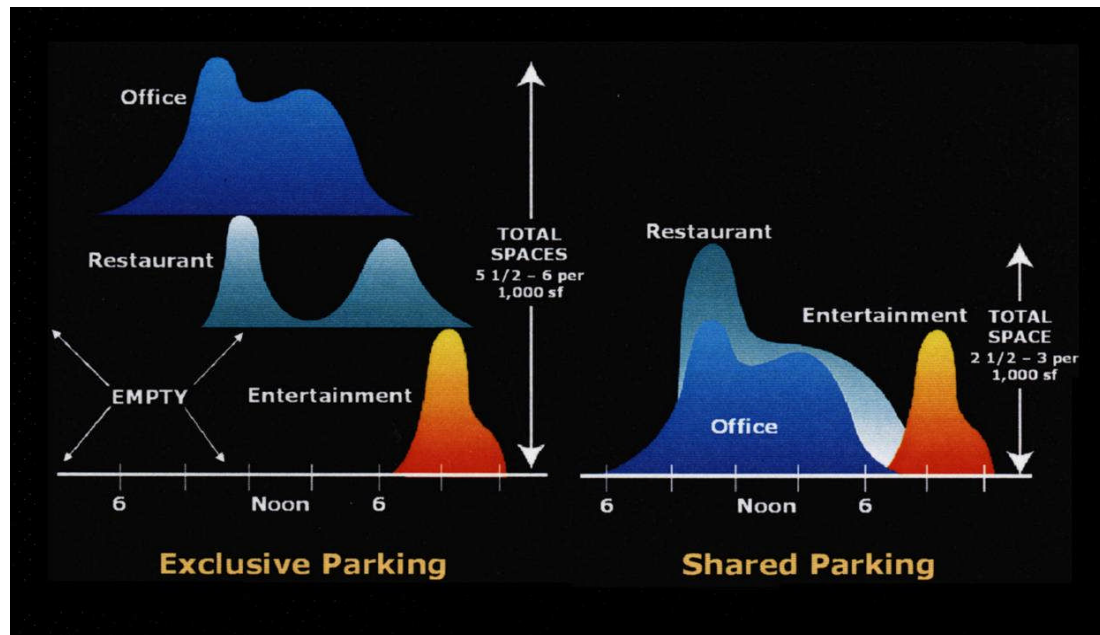 Office
Restaurant
EMPTY
Entertainment
TOTAL
SPACES
5 1/2 – 6 per
1,000 sf
6
Noon
6
Exclusive Parking
Restaurant
Entertainment
Office
TOTAL
SPACE
2 1/2 – 3 per
1,000 sf
6
Noon
6
Shared Parking